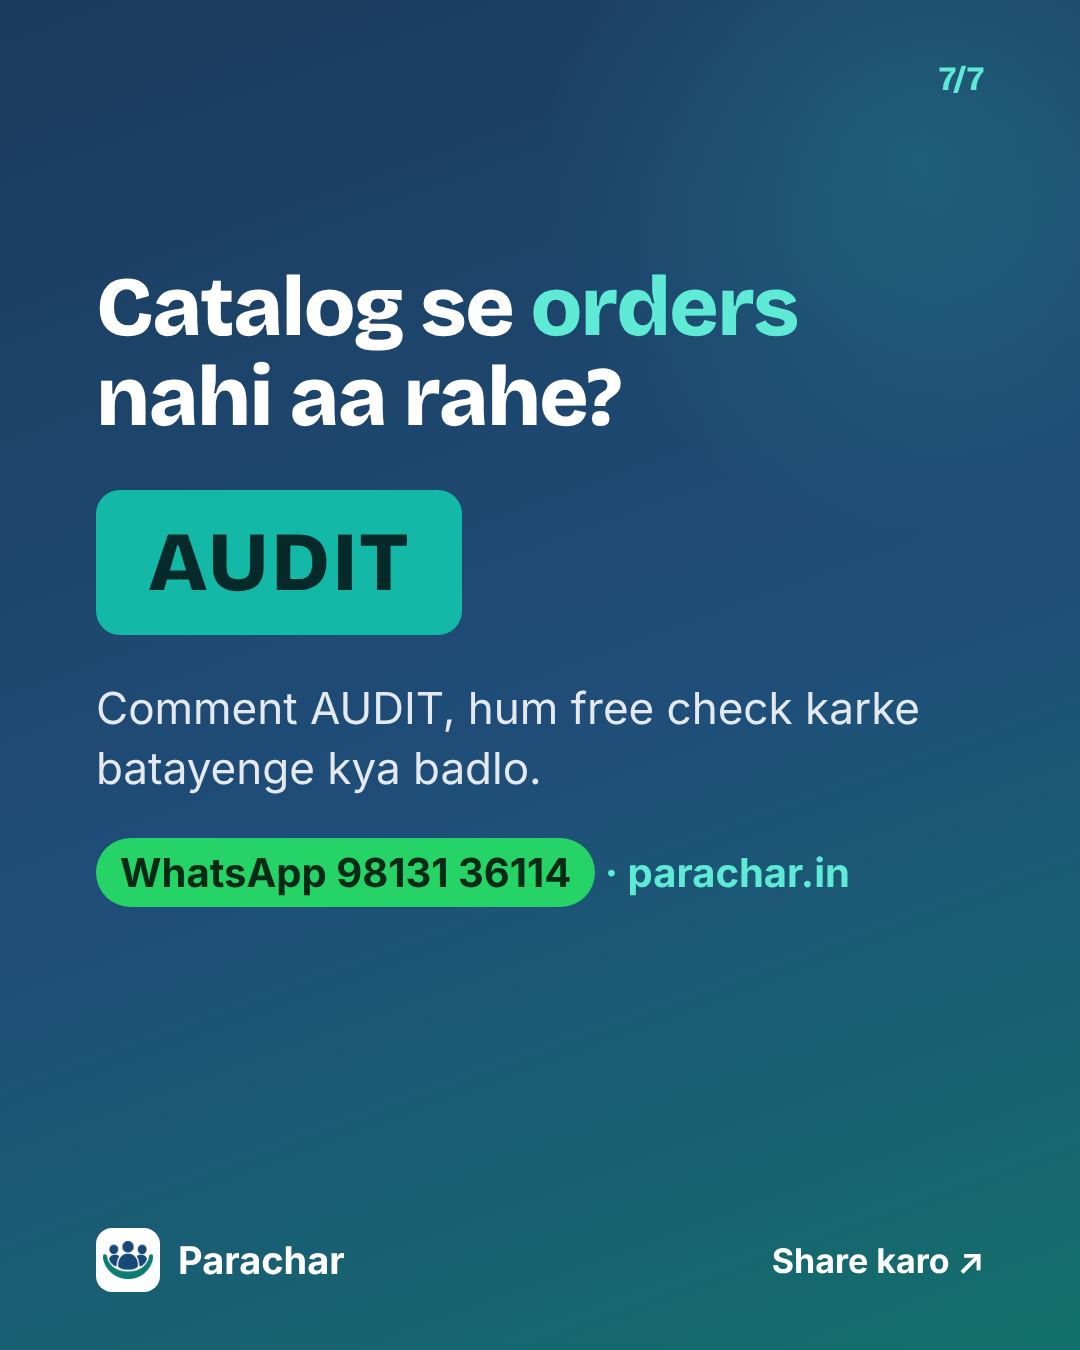 7/7
Catalog se orders
nahi aa rahe?
AUDIT
Comment AUDIT, hum free check karke
batayenge kya badlo.
WhatsApp 98131 36114 · parachar.in
Parachar
Share karo ↗